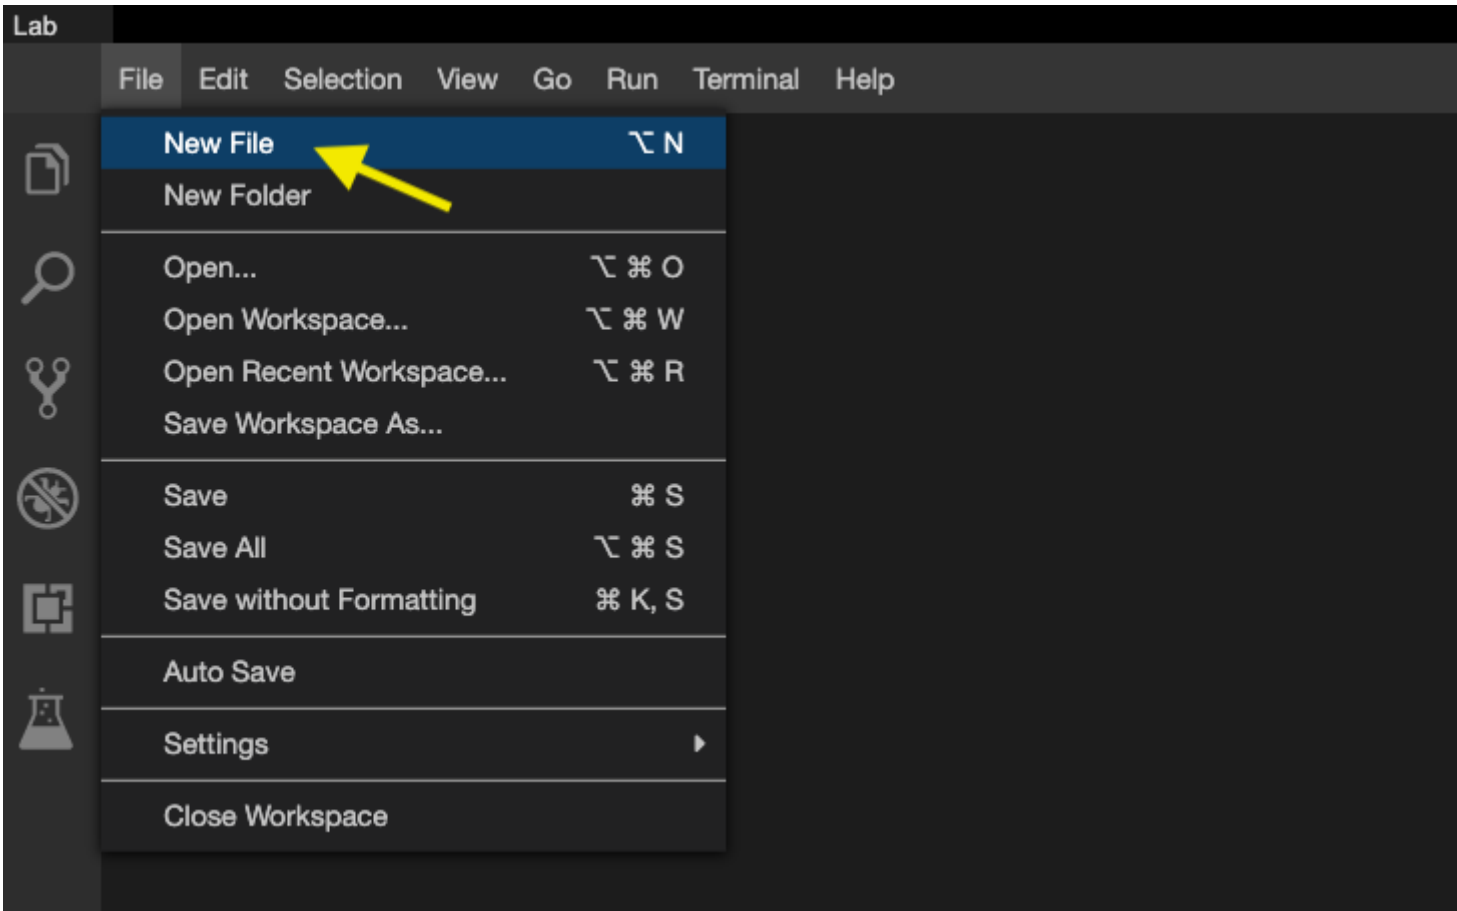 Lab
File Edit Selection View Go Run Terminal Help
New File ⌥ N
New Folder
Open... ⌥ ⌘ O
Open Workspace... ⌥ ⌘ W
Open Recent Workspace... ⌥ ⌘ R
Save Workspace As...
Save ⌘ S
Save All ⌥ ⌘ S
Save without Formatting ⌘ K, S
Auto Save
Settings
Close Workspace